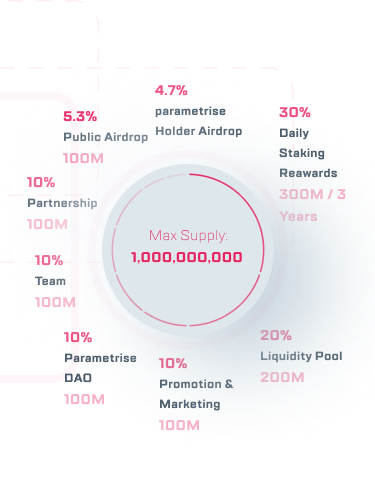 4.7%
parametrise
Holder Airdrop
5.3%
Public Airdrop
100M
30%
Daily
Staking
Reawards
300M / 3
Years
10%
Partnership
100M
Max Supply:
1,000,000,000
10%
Team
100M
10%
Parametrise
DAO
100M
10%
Promotion &
Marketing
100M
20%
Liquidity Pool
200M